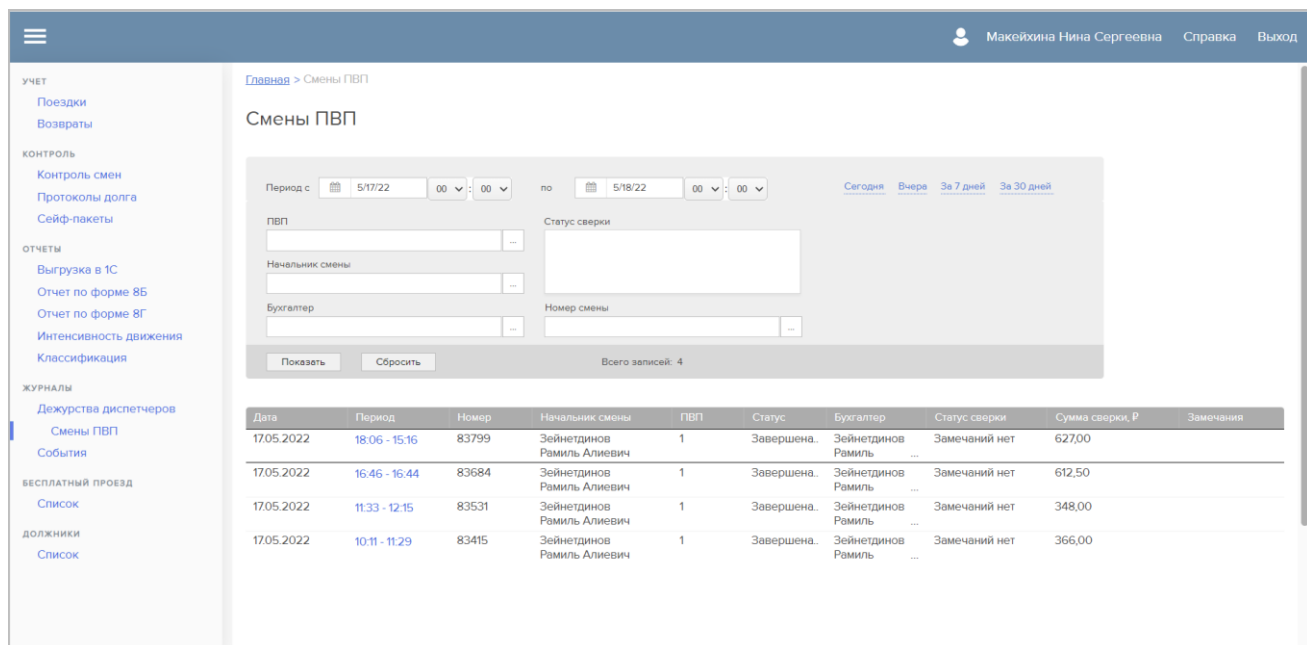 Макейхина Нина Сергеевна Справка Выход
УЧЕТ
Поездки
Возвраты
КОНТРОЛЬ
Контроль смен
Протоколы долга
Сейф-пакеты
ОТЧЕТЫ
Выгрузка в 1С
Отчет по форме 8Б
Отчет по форме 8Г
Интенсивность движения
Классификация
ЖУРНАЛЫ
Дежурства диспетчеров
Смены ПВП
События
БЕСПЛАТНЫЙ ПРОЕЗД
Список
ДОЛЖНИКИ
Список
Главная > Смены ПВП
Смены ПВП
Период с 5/17/22 00 : 00 по 5/18/22 00 : 00 Сегодня Вчера За 7 дней За 30 дней
ПВП Статус сверки
...
Начальник смены
...
Бухгалтер Номер смены
... ...
Показать Сбросить Всего записей: 4
Дата Период Номер Начальник смены ПВП Статус Бухгалтер Статус сверки Сумма сверки, ₽ Замечания
17.05.2022 18:06 - 15:16 83799 Зейнетдинов 1 Завершена.. Зейнетдинов Замечаний нет 627,00
Рамиль Алиевич Рамиль ...
17.05.2022 16:46 - 16:44 83684 Зейнетдинов 1 Завершена.. Зейнетдинов Замечаний нет 612,50
Рамиль Алиевич Рамиль ...
17.05.2022 11:33 - 12:15 83531 Зейнетдинов 1 Завершена.. Зейнетдинов Замечаний нет 348,00
Рамиль Алиевич Рамиль ...
17.05.2022 10:11 - 11:29 83415 Зейнетдинов 1 Завершена.. Зейнетдинов Замечаний нет 366,00
Рамиль Алиевич Рамиль ...